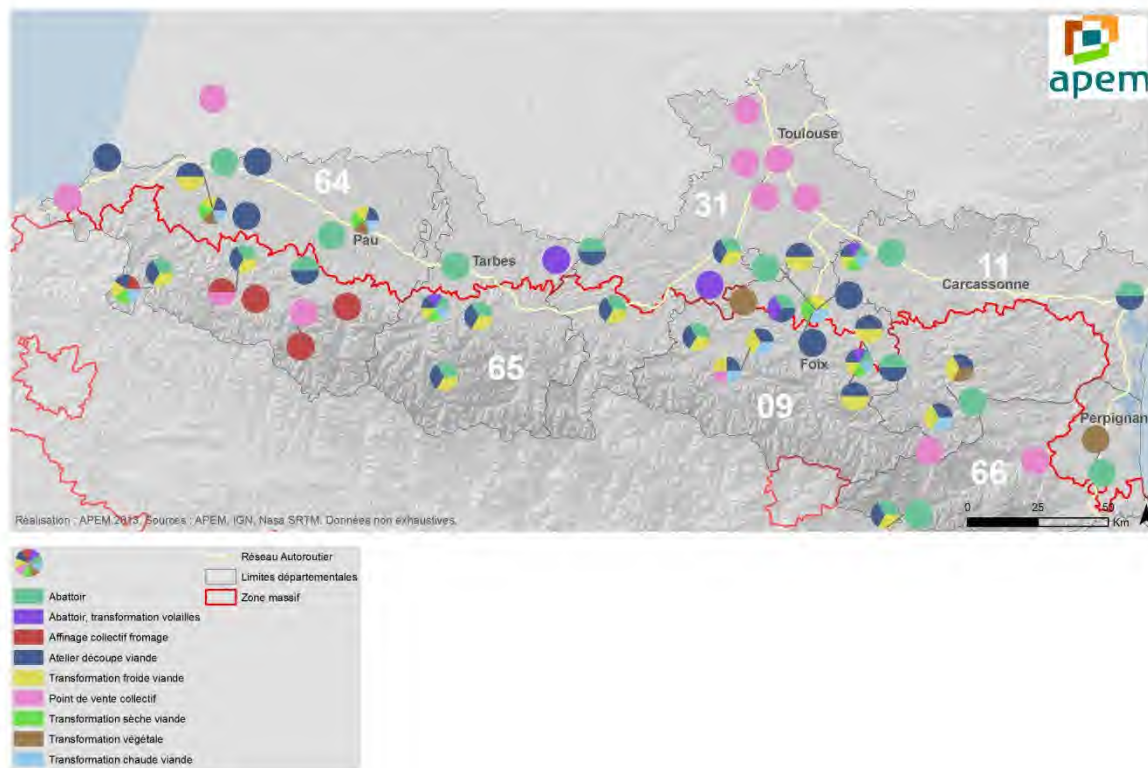 apem
Toulouse
64
31
Pau
Tarbes
11
Carcassonne
65
Foix
09
Perpignan
66
Réalisation : APEM 2013. Sources : APEM, IGN, Nasa SRTM. Données non exhaustives.
0 25 50
Km
Réseau Autoroutier
Limites départementales
Zone massif
Abattoir
Abattoir, transformation volailles
Affinage collectif fromage
Atelier découpe viande
Transformation froide viande
Point de vente collectif
Transformation sèche viande
Transformation végétale
Transformation chaude viande